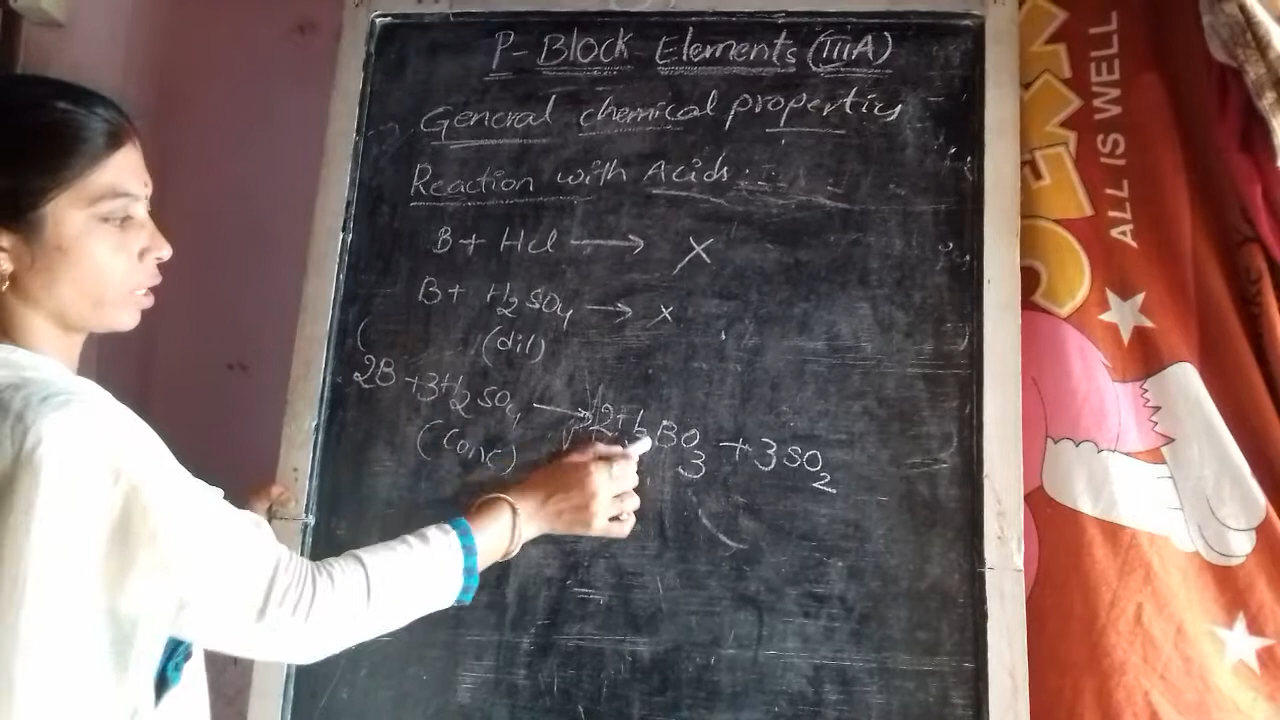 P-Block Elements (IIIA)
General chemical properties
Reaction with Acids :-
B + Hcl ⟶ X
B + H2SO4 ⟶ x
(dil)
2B + 3H2SO4 ⟶ 2H3BO3 + 3SO2
(Conc)
ALL IS WELL